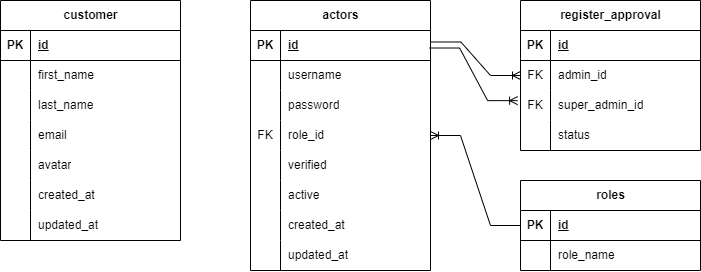 customer
PK id
first_name
last_name
email
avatar
created_at
updated_at
actors
PK id
username
password
FK role_id
verified
active
created_at
updated_at
register_approval
PK id
FK admin_id
FK super_admin_id
status
roles
PK id
role_name